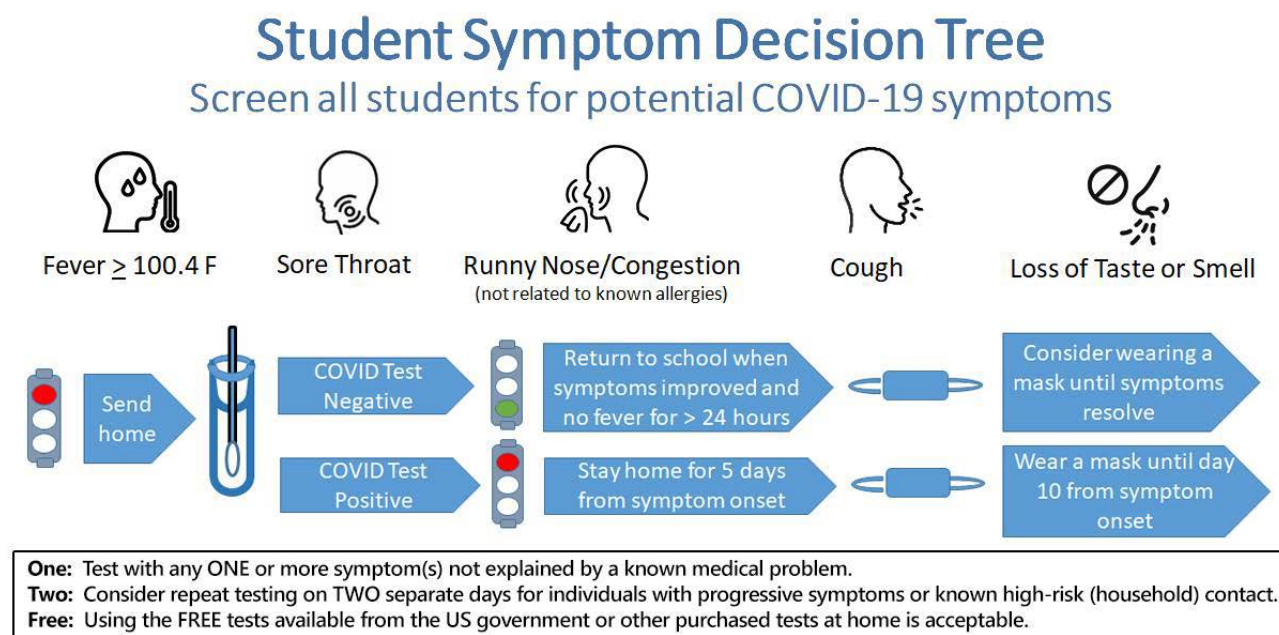 Student Symptom Decision Tree
Screen all students for potential COVID-19 symptoms
Fever ≥ 100.4 F
Sore Throat
Runny Nose/Congestion
(not related to known allergies)
Cough
Loss of Taste or Smell
Send
home
COVID Test
Negative
Return to school when
symptoms improved and
no fever for > 24 hours
Consider wearing a
mask until symptoms
resolve
COVID Test
Positive
Stay home for 5 days
from symptom onset
Wear a mask until day
10 from symptom
onset
One: Test with any ONE or more symptom(s) not explained by a known medical problem.
Two: Consider repeat testing on TWO separate days for individuals with progressive symptoms or known high-risk (household) contact.
Free: Using the FREE tests available from the US government or other purchased tests at home is acceptable.